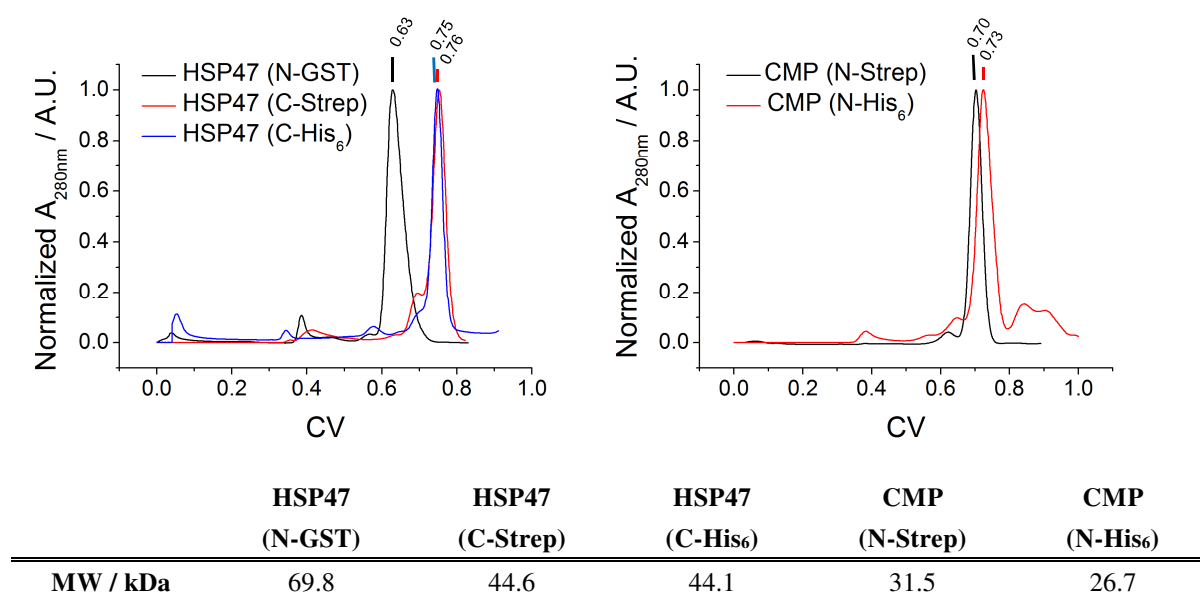 0.63
0.75
0.76
HSP47 (N-GST)
HSP47 (C-Strep)
HSP47 (C-His₆)
1.0
0.8
0.6
0.4
0.2
0.0
Normalized A₂₈₀ₙₘ / A.U.
0.0 0.2 0.4 0.6 0.8 1.0
CV
0.70
0.73
CMP (N-Strep)
CMP (N-His₆)
1.0
0.8
0.6
0.4
0.2
0.0
Normalized A₂₈₀ₙₘ / A.U.
0.0 0.2 0.4 0.6 0.8 1.0
CV
HSP47 HSP47 HSP47 CMP CMP
(N-GST) (C-Strep) (C-His₆) (N-Strep) (N-His₆)
MW / kDa 69.8 44.6 44.1 31.5 26.7